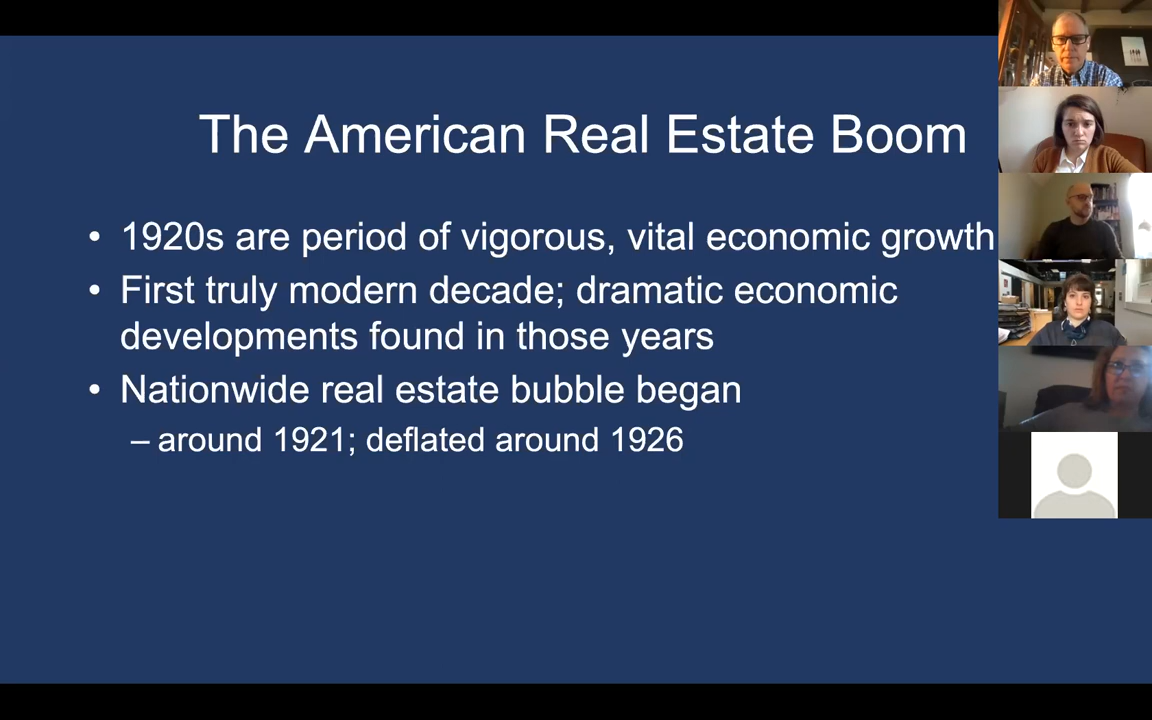 The American Real Estate Boom
• 1920s are period of vigorous, vital economic growth
• First truly modern decade; dramatic economic
developments found in those years
• Nationwide real estate bubble began
– around 1921; deflated around 1926